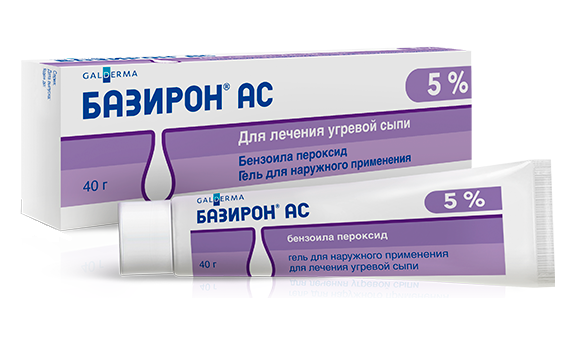 GALDERMA
БАЗИРОН® АС
5 %
Для лечения угревой сыпи
Бензоила пероксид
Гель для наружного применения
40 г
GALDERMA
БАЗИРОН® АС
5 %
бензоила пероксид
гель для наружного применения
для лечения угревой сыпи
40 г